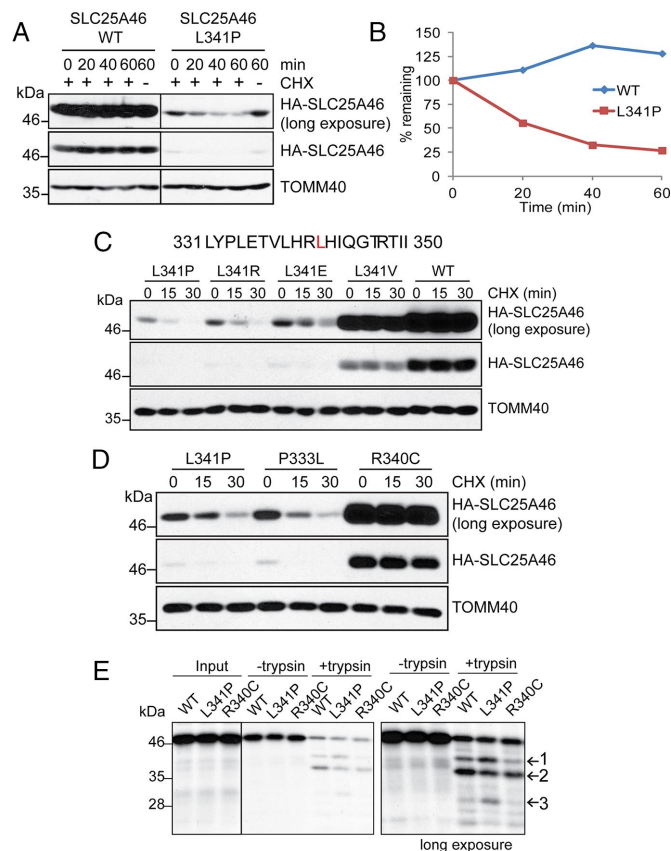 A
SLC25A46 WT
SLC25A46 L341P
0 20 40 60 60 0 20 40 60 60 min
+ + + + - + + + + - CHX
kDa
46
HA-SLC25A46 (long exposure)
46
HA-SLC25A46
35
TOMM40
B
% remaining
150
125
100
75
50
25
0
0 20 40 60
Time (min)
WT
L341P
C
331 LYPLETVLHRLHIQGTRTII 350
L341P L341R L341E L341V WT
0 15 30 0 15 30 0 15 30 0 15 30 0 15 30 CHX (min)
kDa
46
HA-SLC25A46 (long exposure)
46
HA-SLC25A46
35
TOMM40
D
L341P P333L R340C
0 15 30 0 15 30 0 15 30 CHX (min)
kDa
46
HA-SLC25A46 (long exposure)
46
HA-SLC25A46
35
TOMM40
E
Input -trypsin +trypsin -trypsin +trypsin
WT L341P R340C WT L341P R340C WT L341P R340C WT L341P R340C WT L341P R340C
kDa
46
35
28
←1
←2
←3
long exposure